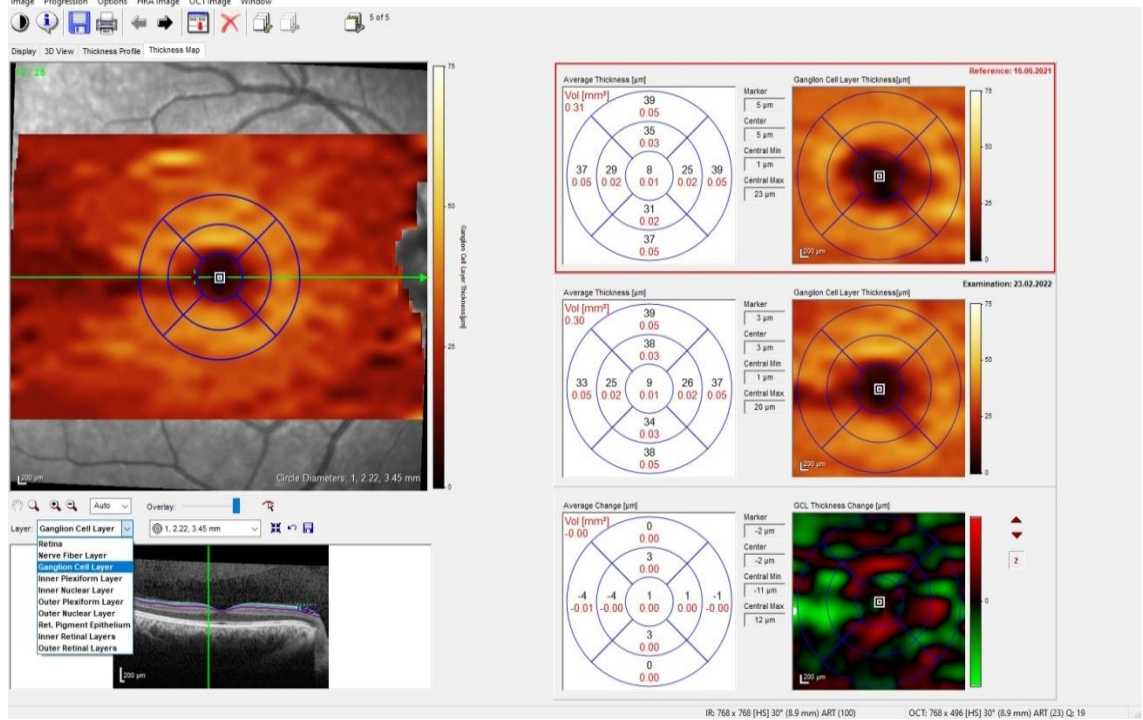 Image Progression Options HRA Image OCT Image Window
5 of 5
Display 3D View Thickness Profile Thickness Map
75
50
25
0
Ganglion Cell Layer Thickness[µm]
Circle Diameters: 1, 2.22, 3.45 mm
200 µm
Auto
Overlay:
Layer: Ganglion Cell Layer
1, 2.22, 3.45 mm
Retina
Nerve Fiber Layer
Ganglion Cell Layer
Inner Plexiform Layer
Inner Nuclear Layer
Outer Plexiform Layer
Outer Nuclear Layer
Ret. Pigment Epithelium
Inner Retinal Layers
Outer Retinal Layers
200 µm
Reference: 16.06.2021
Average Thickness [µm]
Vol [mm³]
0.31
39
0.05
35
0.03
37 29 8 25 39
0.05 0.02 0.01 0.02 0.05
31
0.02
37
0.05
Marker
5 µm
Center
5 µm
Central Min
1 µm
Central Max
23 µm
Ganglion Cell Layer Thickness[µm]
75
50
25
0
200 µm
Examination: 23.02.2022
Average Thickness [µm]
Vol [mm³]
0.30
39
0.05
38
0.03
33 25 9 26 37
0.05 0.02 0.01 0.02 0.05
34
0.03
38
0.05
Marker
3 µm
Center
3 µm
Central Min
1 µm
Central Max
20 µm
Ganglion Cell Layer Thickness[µm]
75
50
25
0
200 µm
Average Change [µm]
Vol [mm³]
-0.00
0
0.00
3
0.00
-4 -4 1 1 -1
-0.01 -0.00 0.00 0.00 -0.00
3
0.00
0
0.00
Marker
-2 µm
Center
-2 µm
Central Min
-11 µm
Central Max
12 µm
GCL Thickness Change [µm]
0
2
200 µm
IR: 768 x 768 [HS] 30° (8.9 mm) ART (100)
OCT: 768 x 496 [HS] 30° (8.9 mm) ART (23) Q: 19